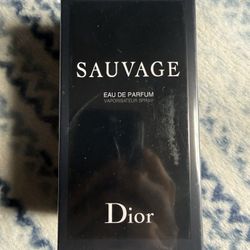 SAUVAGE
EAU DE PARFUM
VAPORISATEUR SPRAY
Dior